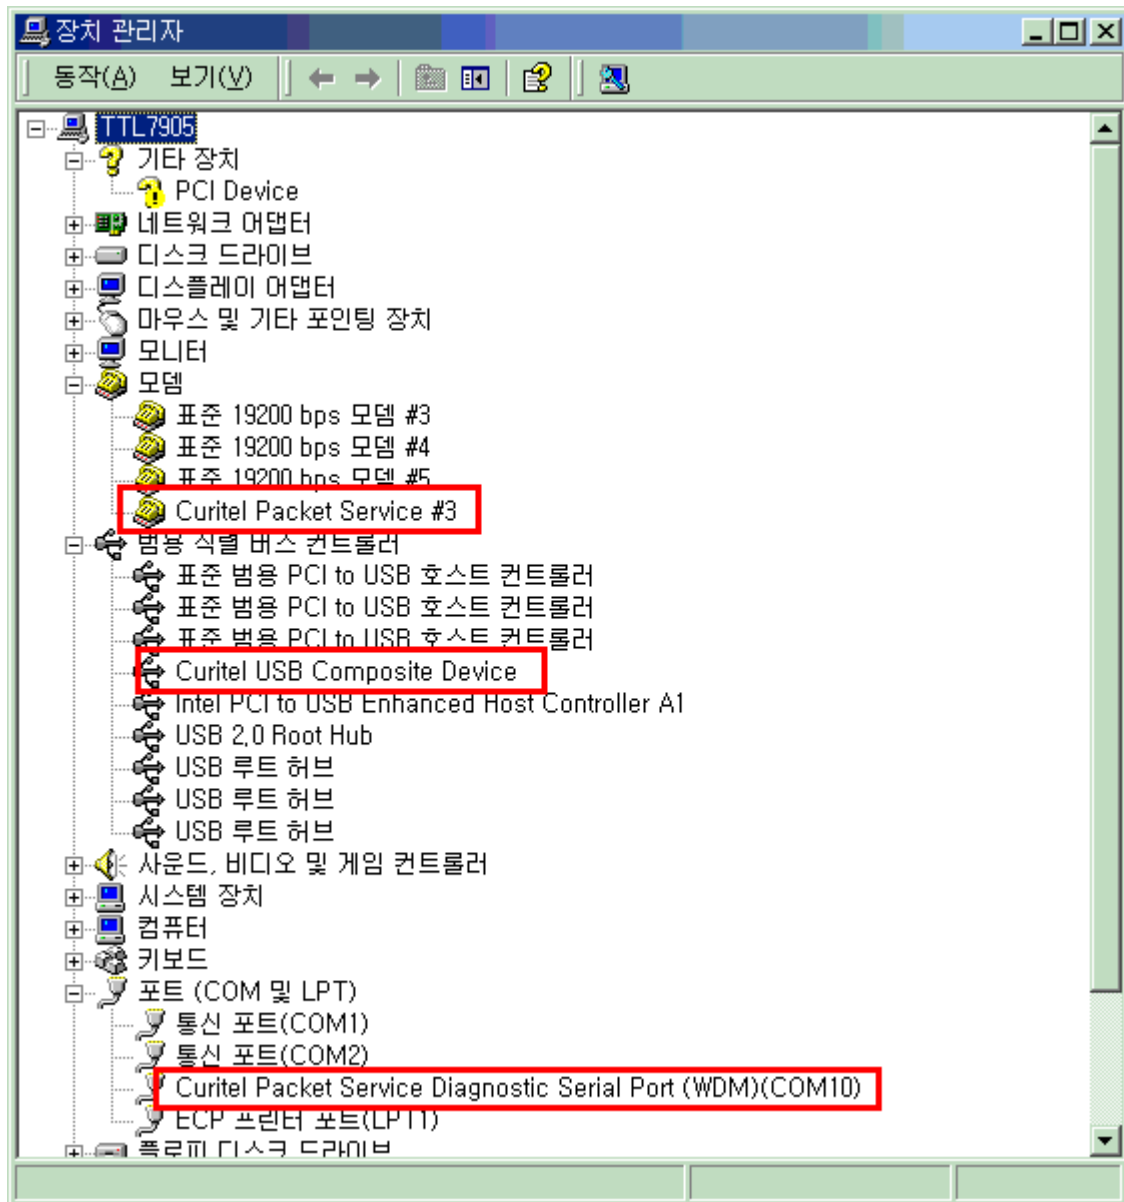 장치 관리자
동작(A) 보기(V)
TTL7905
기타 장치
PCI Device
네트워크 어댑터
디스크 드라이브
디스플레이 어댑터
마우스 및 기타 포인팅 장치
모니터
모뎀
표준 19200 bps 모뎀 #3
표준 19200 bps 모뎀 #4
표준 19200 bps 모뎀 #5
Curitel Packet Service #3
범용 직렬 버스 컨트롤러
표준 범용 PCI to USB 호스트 컨트롤러
표준 범용 PCI to USB 호스트 컨트롤러
표준 범용 PCI to USB 호스트 컨트롤러
Curitel USB Composite Device
Intel PCI to USB Enhanced Host Controller A1
USB 2.0 Root Hub
USB 루트 허브
USB 루트 허브
USB 루트 허브
사운드, 비디오 및 게임 컨트롤러
시스템 장치
컴퓨터
키보드
포트 (COM 및 LPT)
통신 포트(COM1)
통신 포트(COM2)
Curitel Packet Service Diagnostic Serial Port (WDM)(COM10)
ECP 프린터 포트(LPT1)
플로피 디스크 드라이브